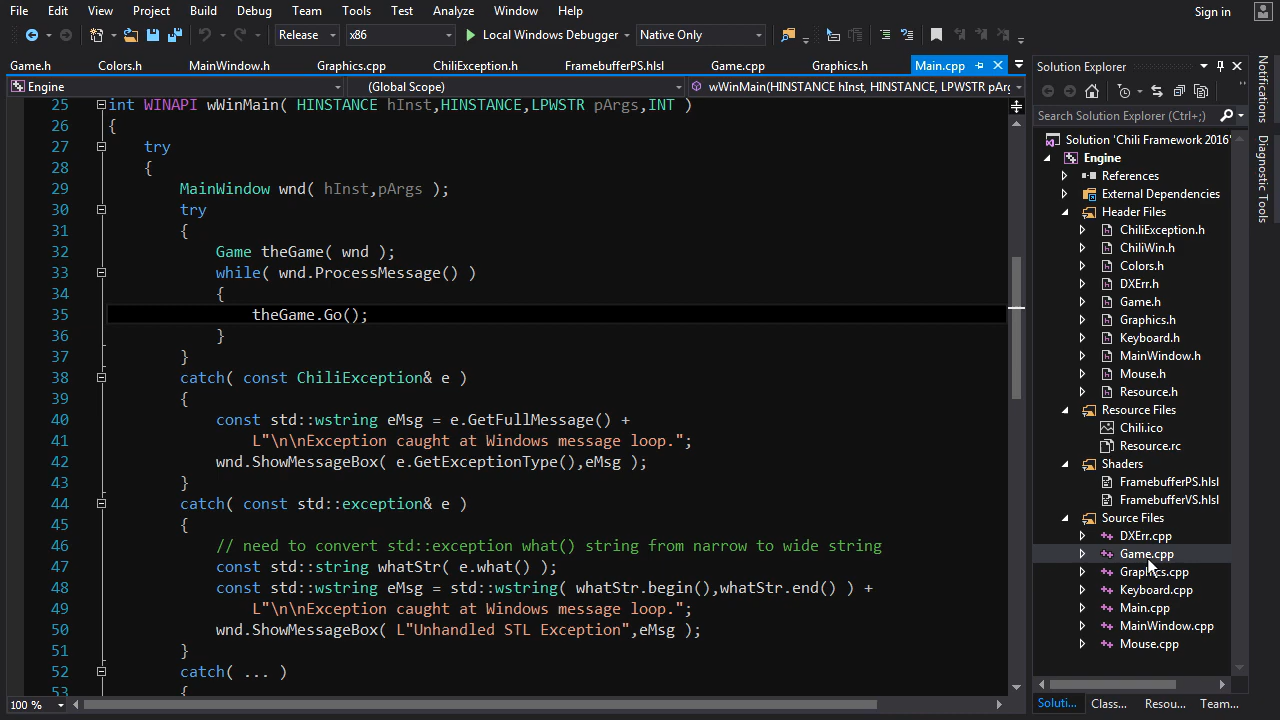 File Edit View Project Build Debug Team Tools Test Analyze Window Help Sign in
Release x86 Local Windows Debugger Native Only
Game.h Colors.h MainWindow.h Graphics.cpp ChiliException.h FramebufferPS.hlsl Game.cpp Graphics.h Main.cpp
Engine (Global Scope) wWinMain(HINSTANCE hInst, HINSTANCE, LPWSTR pArg
25 int WINAPI wWinMain( HINSTANCE hInst,HINSTANCE,LPWSTR pArgs,INT )
26 {
27 try
28 {
29 MainWindow wnd( hInst,pArgs );
30 try
31 {
32 Game theGame( wnd );
33 while( wnd.ProcessMessage() )
34 {
35 theGame.Go();
36 }
37 }
38 catch( const ChiliException& e )
39 {
40 const std::wstring eMsg = e.GetFullMessage() +
41 L"\n\nException caught at Windows message loop.";
42 wnd.ShowMessageBox( e.GetExceptionType(),eMsg );
43 }
44 catch( const std::exception& e )
45 {
46 // need to convert std::exception what() string from narrow to wide string
47 const std::string whatStr( e.what() );
48 const std::wstring eMsg = std::wstring( whatStr.begin(),whatStr.end() ) +
49 L"\n\nException caught at Windows message loop.";
50 wnd.ShowMessageBox( L"Unhandled STL Exception",eMsg );
51 }
52 catch( ... )
53 {
100 %
Solution Explorer
Search Solution Explorer (Ctrl+;)
Solution 'Chili Framework 2016'
Engine
References
External Dependencies
Header Files
ChiliException.h
ChiliWin.h
Colors.h
DXErr.h
Game.h
Graphics.h
Keyboard.h
MainWindow.h
Mouse.h
Resource.h
Resource Files
Chili.ico
Resource.rc
Shaders
FramebufferPS.hlsl
FramebufferVS.hlsl
Source Files
DXErr.cpp
Game.cpp
Graphics.cpp
Keyboard.cpp
Main.cpp
MainWindow.cpp
Mouse.cpp
Soluti... Class... Resou... Team...
Notifications
Diagnostic Tools